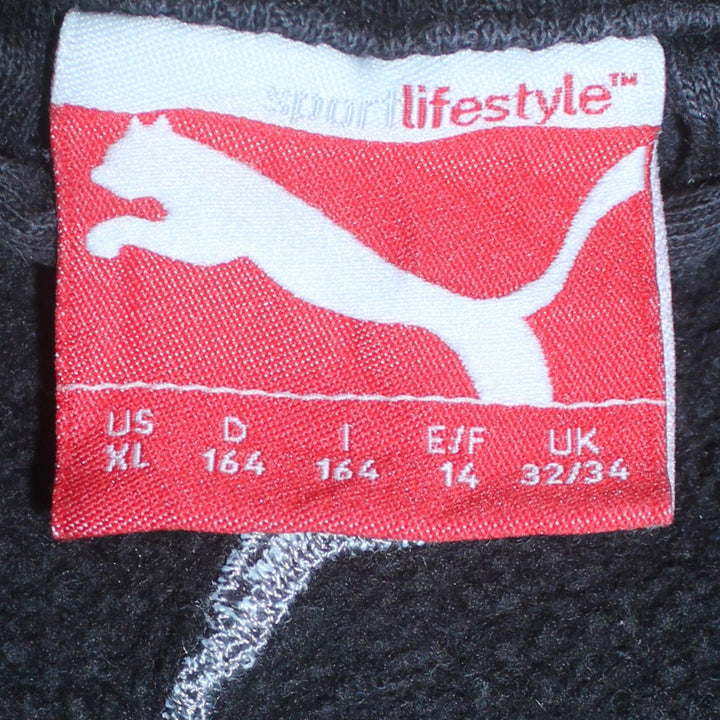 sportlifestyle™
US D I E/F UK
XL 164 164 14 32/34